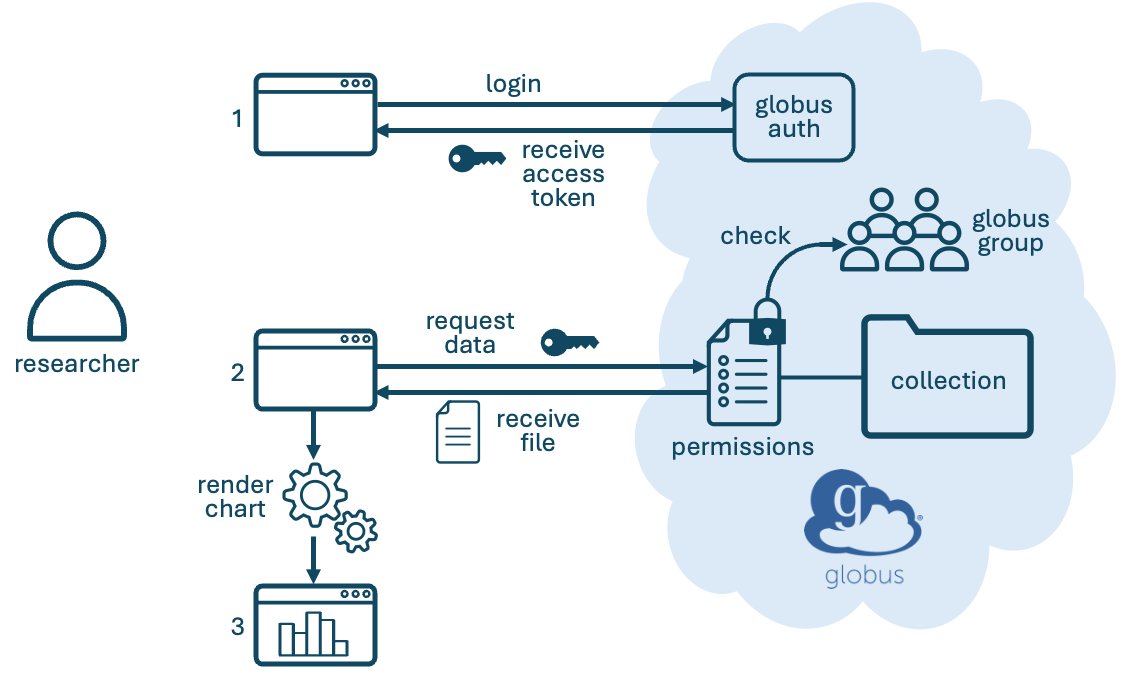 login
1
globus
auth
receive
access
token
check
globus
group
researcher
request
data
2
collection
receive
file
permissions
render
chart
g
®
globus
3